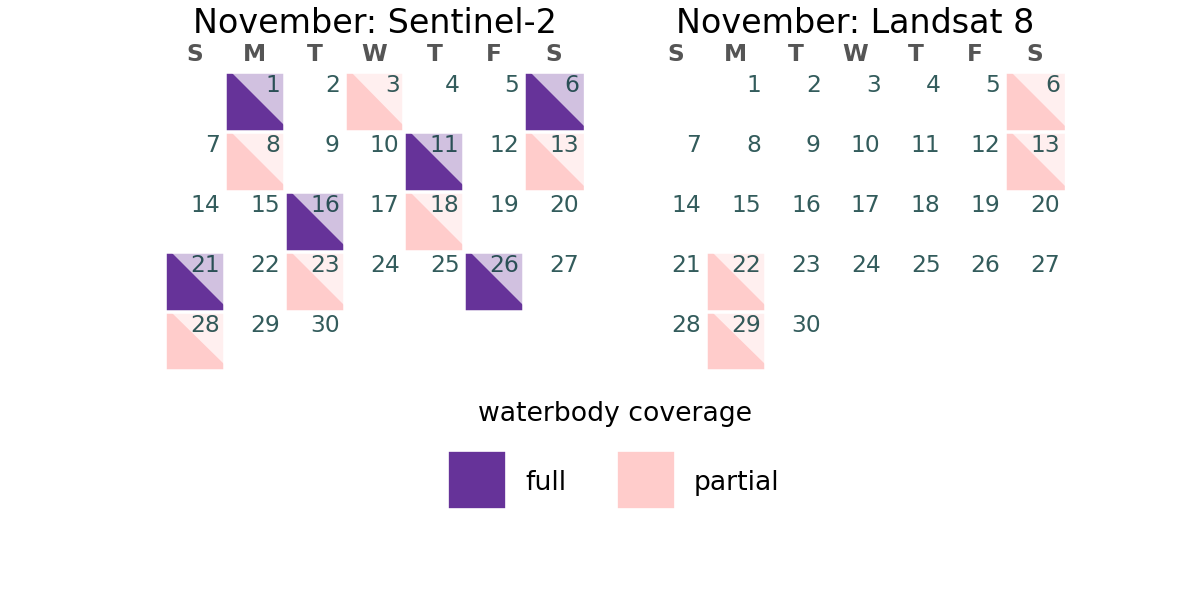 November: Sentinel-2
S M T W T F S
1 2 3 4 5 6
7 8 9 10 11 12 13
14 15 16 17 18 19 20
21 22 23 24 25 26 27
28 29 30
November: Landsat 8
S M T W T F S
1 2 3 4 5 6
7 8 9 10 11 12 13
14 15 16 17 18 19 20
21 22 23 24 25 26 27
28 29 30
waterbody coverage
full partial